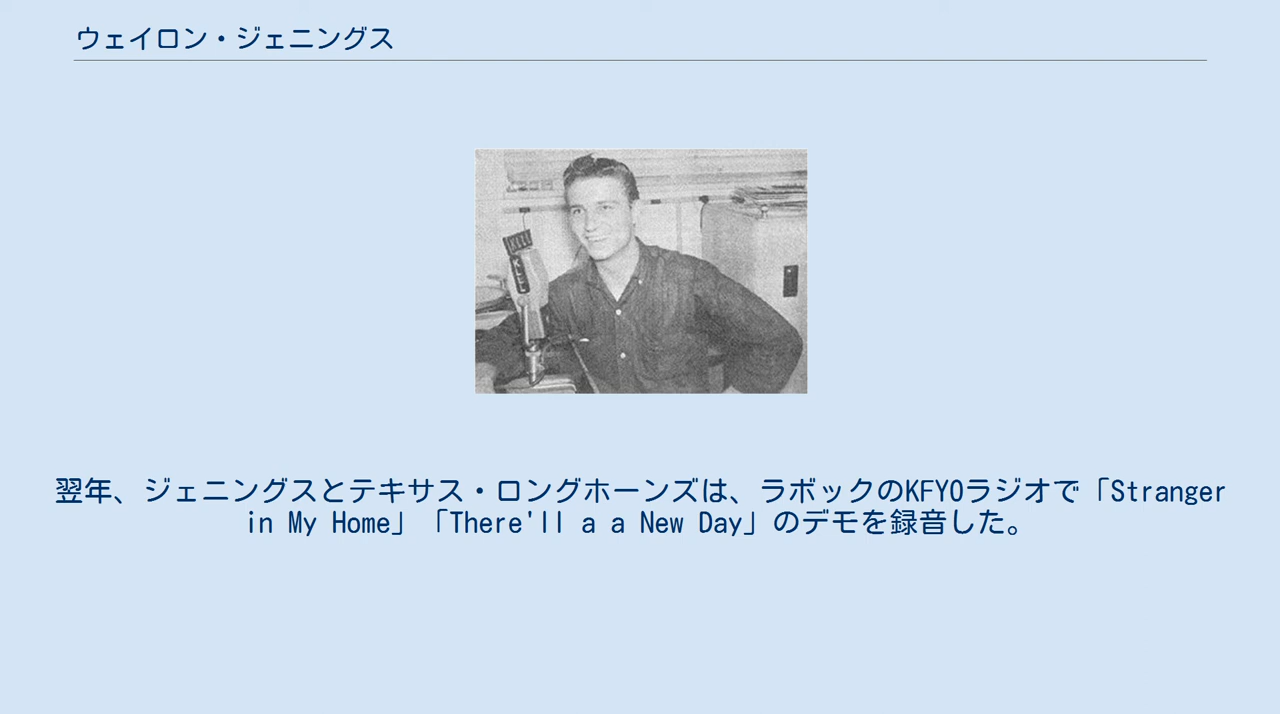 ウェイロン・ジェニングス
翌年、ジェニングスとテキサス・ロングホーンズは、ラボックのKFYOラジオで「Stranger
in My Home」「There'll a a New Day」のデモを録音した。